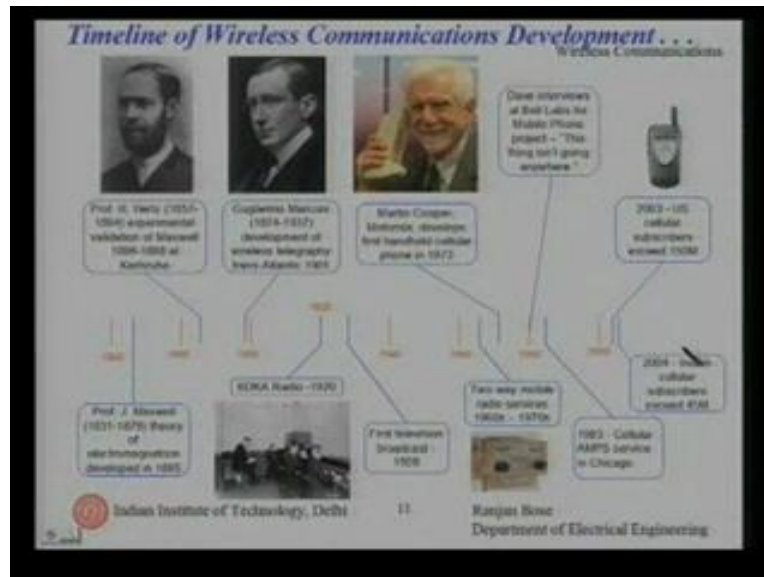 Timeline of Wireless Communications Development . . .
Wireless Communications
Dave interviews
at Bell Labs for
Mobile Phone
project – "This
thing isn't going
anywhere."
Prof. H. Hertz (1857-
1894) experimental
validation of Maxwell
at
Karlsruhe
Guglielmo Marconi
(1874-1937)
development of
wireless telegraphy
trans-Atlantic 1901
Martin Cooper,
Motorola, develops
first handheld cellular
phone in 1973
2003 – US
cellular
subscribers
exceed 150M
KDKA Radio -1920
Prof. J. Maxwell
(1831-1879) theory
of
electromagnetism
developed in 1865
First television
broadcast -
1928
Two way mobile
radio services
1960s - 1970s
1983 - Cellular
AMPS service
in Chicago
2004 - Indian
cellular
subscribers
exceed 45M
Indian Institute of Technology, Delhi
11
Ranjan Bose
Department of Electrical Engineering